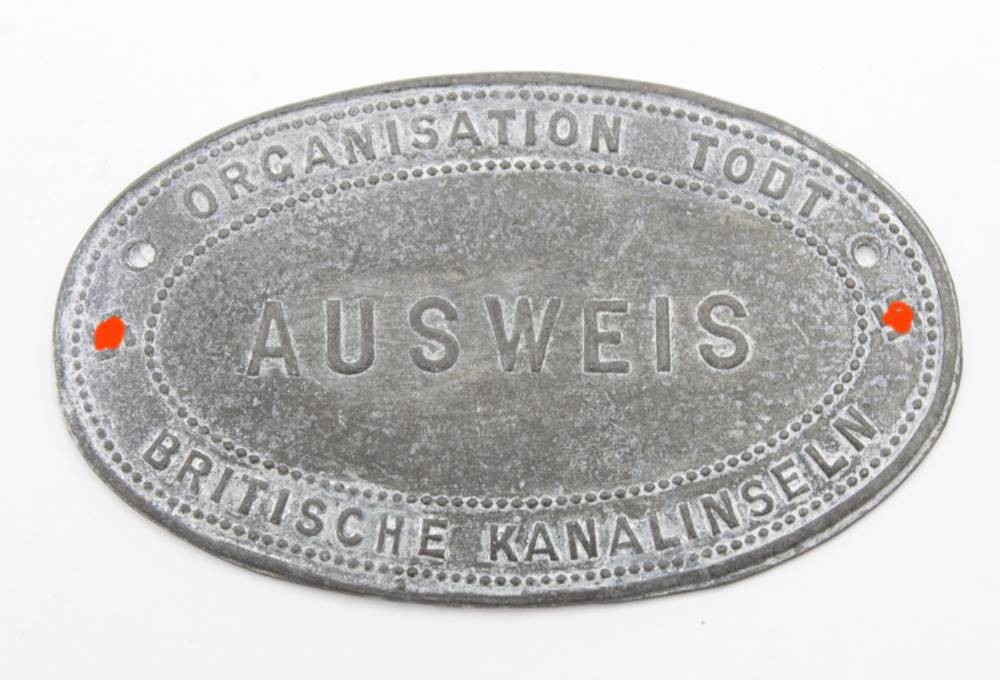 ORGANISATION TODT
AUSWEIS
BRITISCHE KANALINSELN